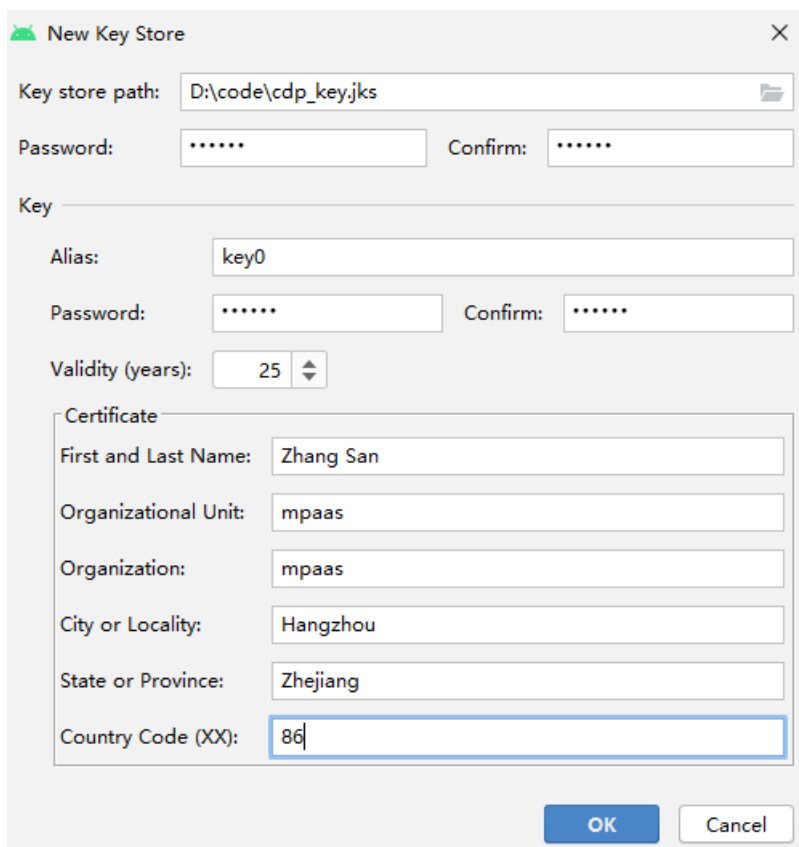 New Key Store
Key store path: D:\code\cdp_key.jks
Password: •••••• Confirm: ••••••
Key
Alias: key0
Password: •••••• Confirm: ••••••
Validity (years): 25
Certificate
First and Last Name: Zhang San
Organizational Unit: mpaas
Organization: mpaas
City or Locality: Hangzhou
State or Province: Zhejiang
Country Code (XX): 86
OK Cancel